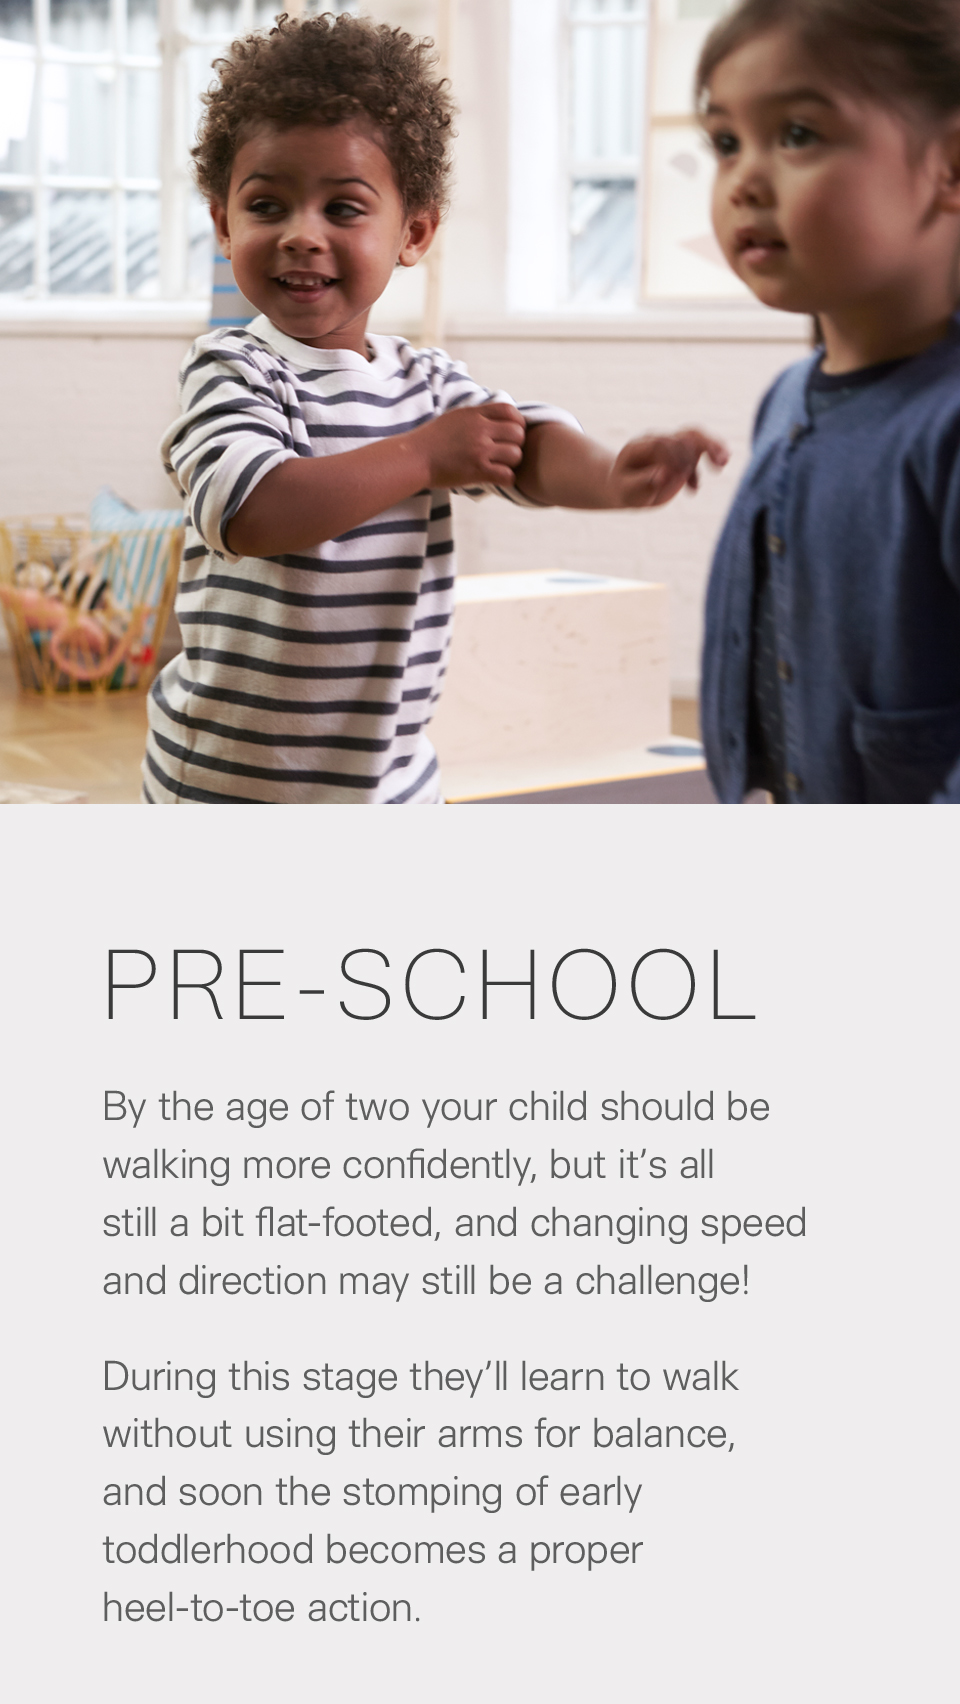 PRE-SCHOOL
By the age of two your child should be
walking more confidently, but it’s all
still a bit flat-footed, and changing speed
and direction may still be a challenge!
During this stage they’ll learn to walk
without using their arms for balance,
and soon the stomping of early
toddlerhood becomes a proper
heel-to-toe action.